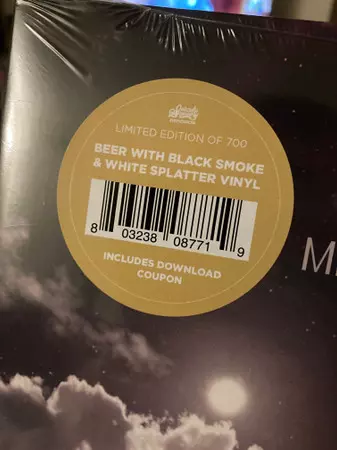 LIMITED EDITION OF 700
BEER WITH BLACK SMOKE
& WHITE SPLATTER VINYL
8 03238 08771 9
INCLUDES DOWNLOAD
COUPON